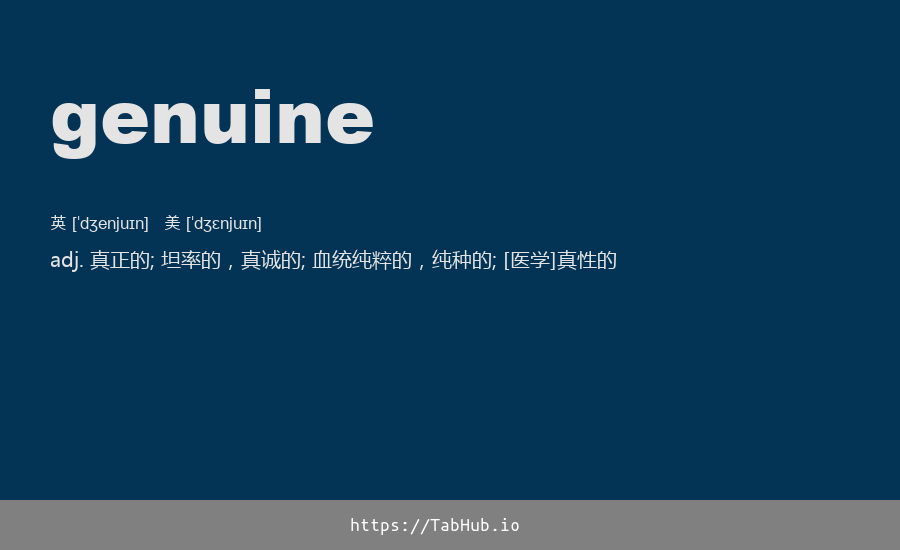 genuine
英 [ˈdʒenjuɪn] 美 [ˈdʒɛnjuɪn]
adj. 真正的; 坦率的，真诚的; 血统纯粹的，纯种的; [医学]真性的
https://TabHub.io